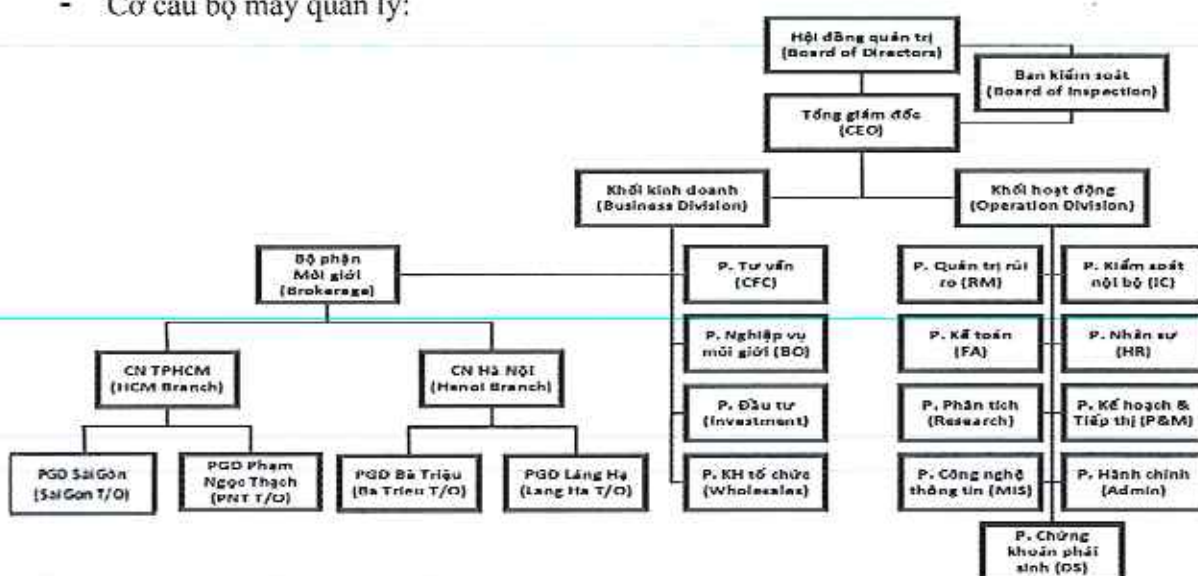 - Cơ cấu bộ máy quản lý:
Hội đồng quản trị
(Board of Directors)
Ban kiểm soát
(Board of Inspection)
Tổng giám đốc
(CEO)
Khối kinh doanh
(Business Division)
Khối hoạt động
(Operation Division)
Bộ phận
Môi giới
(Brokerage)
P. Tư vấn
(CFC)
P. Quản trị rủi
ro (RM)
P. Kiểm soát
nội bộ (IC)
P. Nghiệp vụ
môi giới (BO)
P. Kế toán
(FA)
P. Nhân sự
(HR)
CN TPHCM
(HCM Branch)
CN Hà Nội
(Hanoi Branch)
P. Đầu tư
(Investment)
P. Phân tích
(Research)
P. Kế hoạch &
Tiếp thị (P&M)
PGD Sài Gòn
(SaiGon T/O)
PGD Phạm
Ngọc Thạch
(PNT T/O)
PGD Bà Triệu
(Ba Trieu T/O)
PGD Láng Hạ
(Lang Ha T/O)
P. KH tổ chức
(Wholesales)
P. Công nghệ
thông tin (MIS)
P. Hành chính
(Admin)
P. Chứng
khoán phái
sinh (DS)